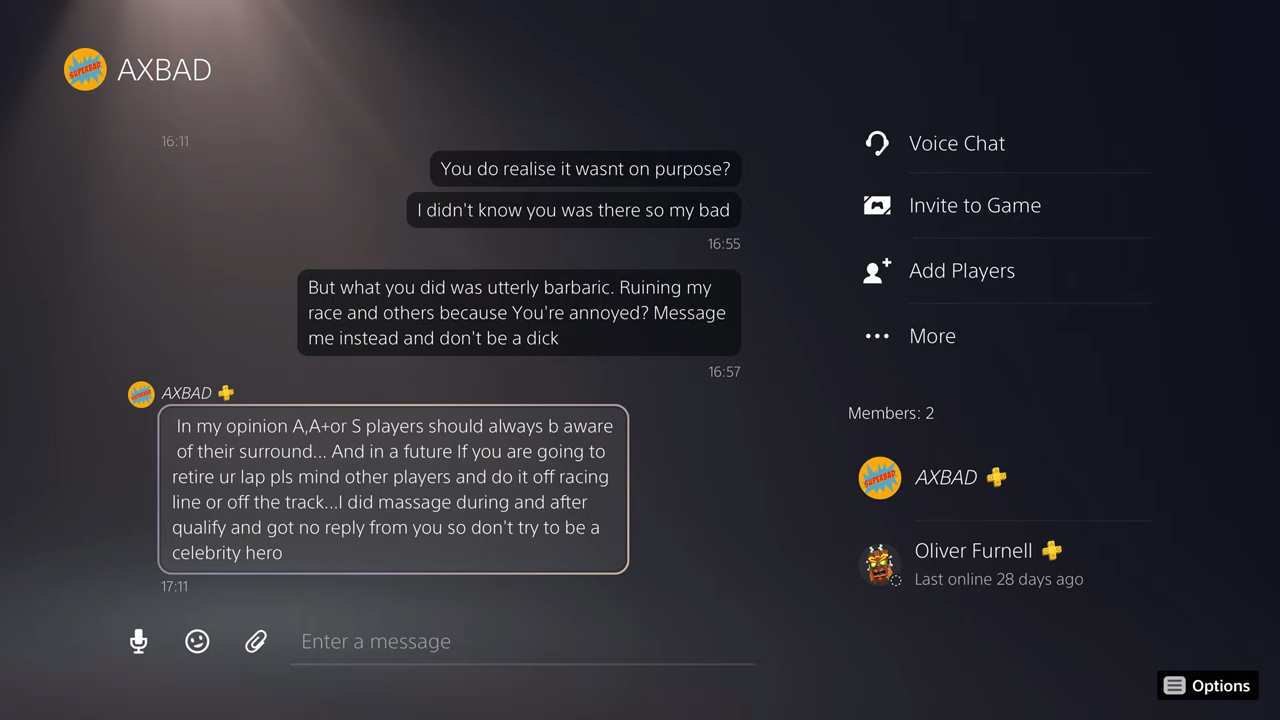 SUPERBAD
AXBAD
16:11
You do realise it wasnt on purpose?
I didn't know you was there so my bad
16:55
But what you did was utterly barbaric. Ruining my
race and others because You're annoyed? Message
me instead and don't be a dick
16:57
SUPERBAD
AXBAD
In my opinion A,A+or S players should always b aware
of their surround... And in a future If you are going to
retire ur lap pls mind other players and do it off racing
line or off the track...I did massage during and after
qualify and got no reply from you so don't try to be a
celebrity hero
17:11
Enter a message
Voice Chat
Invite to Game
Add Players
More
Members: 2
SUPERBAD
AXBAD
Oliver Furnell
Last online 28 days ago
Options